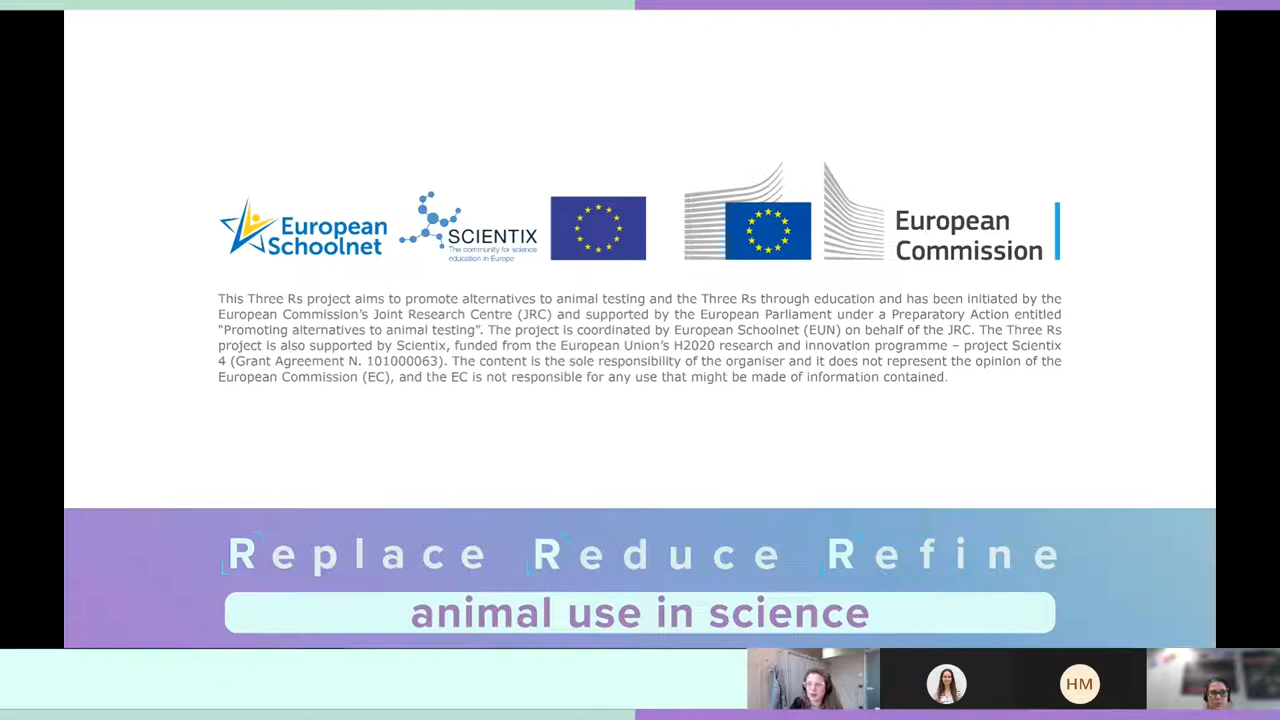 European
Schoolnet
SCIENTIX
The community for science
education in Europe
European
Commission
This Three Rs project aims to promote alternatives to animal testing and the Three Rs through education and has been initiated by the
European Commission's Joint Research Centre (JRC) and supported by the European Parliament under a Preparatory Action entitled
“Promoting alternatives to animal testing”. The project is coordinated by European Schoolnet (EUN) on behalf of the JRC. The Three Rs
project is also supported by Scientix, funded from the European Union's H2020 research and innovation programme – project Scientix
4 (Grant Agreement N. 101000063). The content is the sole responsibility of the organiser and it does not represent the opinion of the
European Commission (EC), and the EC is not responsible for any use that might be made of information contained.
Replace Reduce Refine
animal use in science
HM